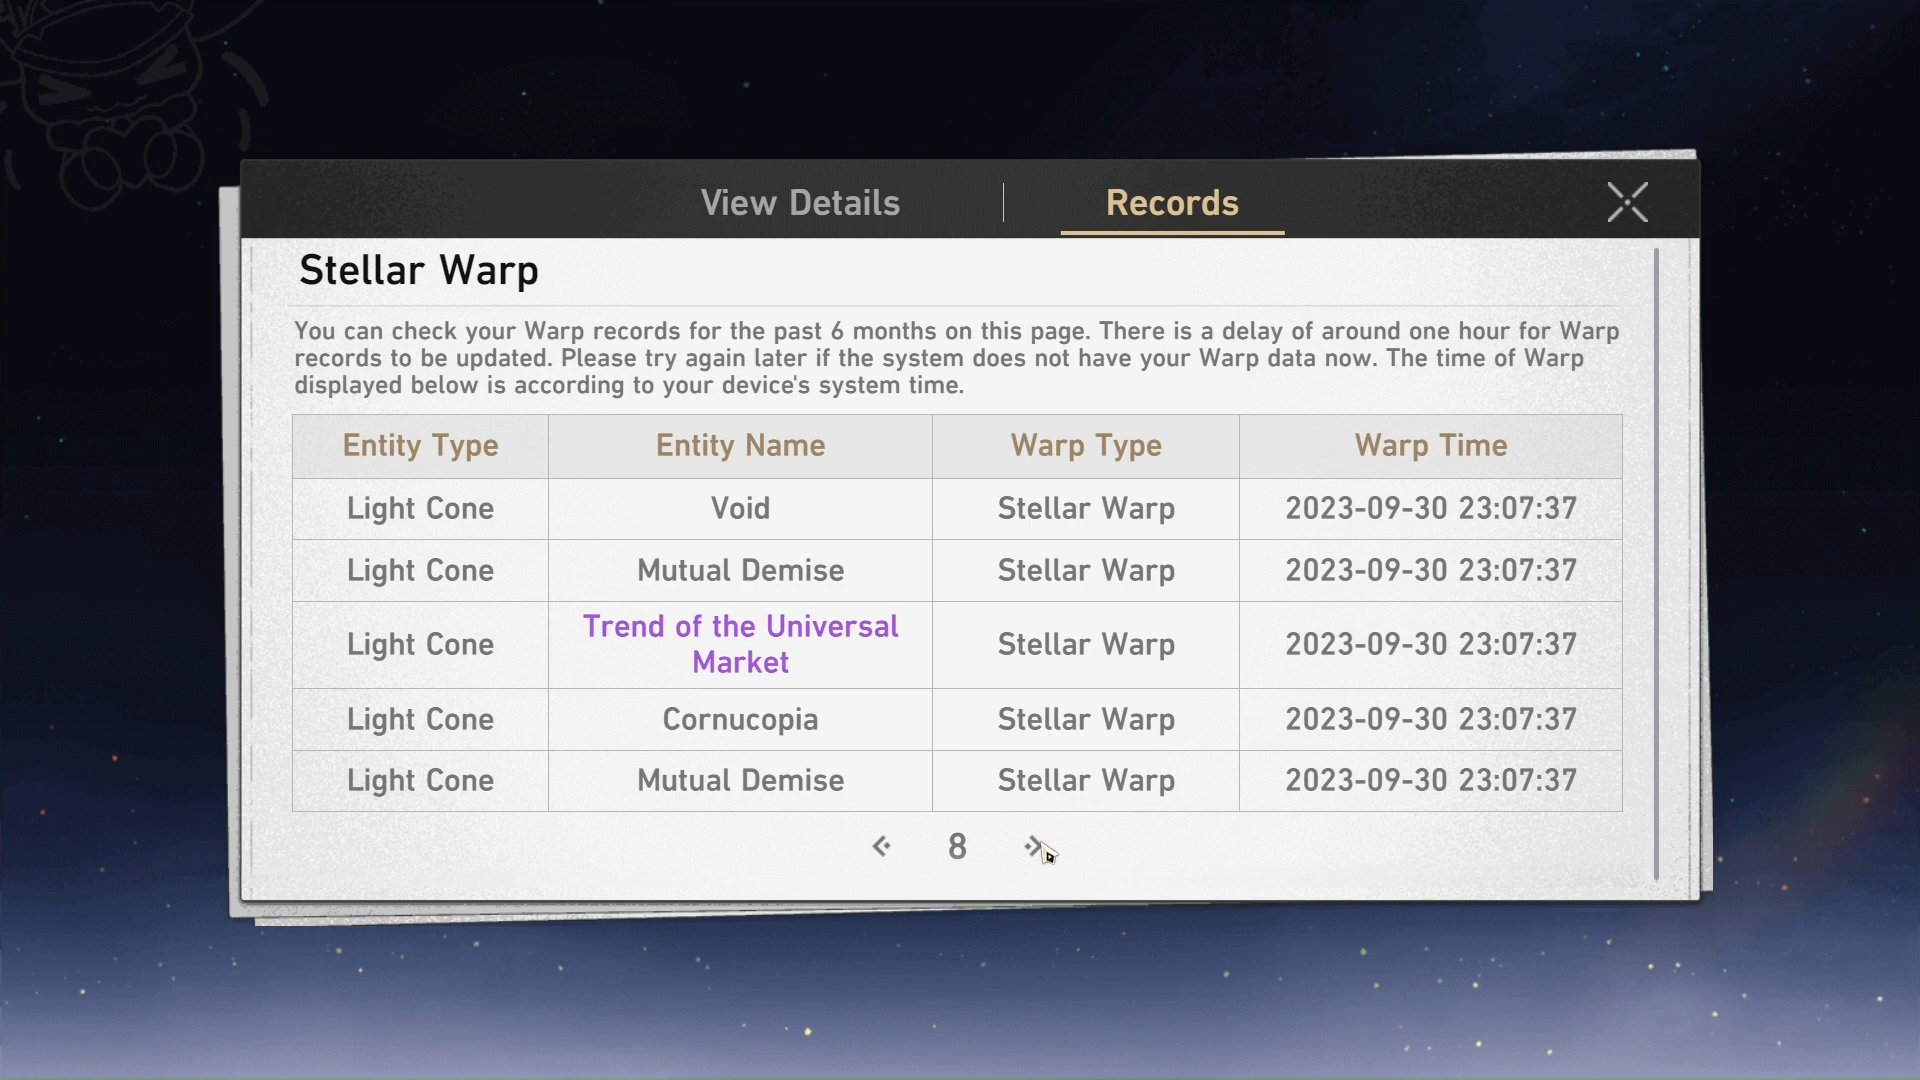 View Details
Records
Stellar Warp
You can check your Warp records for the past 6 months on this page. There is a delay of around one hour for Warp
records to be updated. Please try again later if the system does not have your Warp data now. The time of Warp
displayed below is according to your device's system time.
Entity Type Entity Name Warp Type Warp Time
Light Cone Void Stellar Warp 2023-09-30 23:07:37
Light Cone Mutual Demise Stellar Warp 2023-09-30 23:07:37
Light Cone Trend of the Universal Market Stellar Warp 2023-09-30 23:07:37
Light Cone Cornucopia Stellar Warp 2023-09-30 23:07:37
Light Cone Mutual Demise Stellar Warp 2023-09-30 23:07:37
8